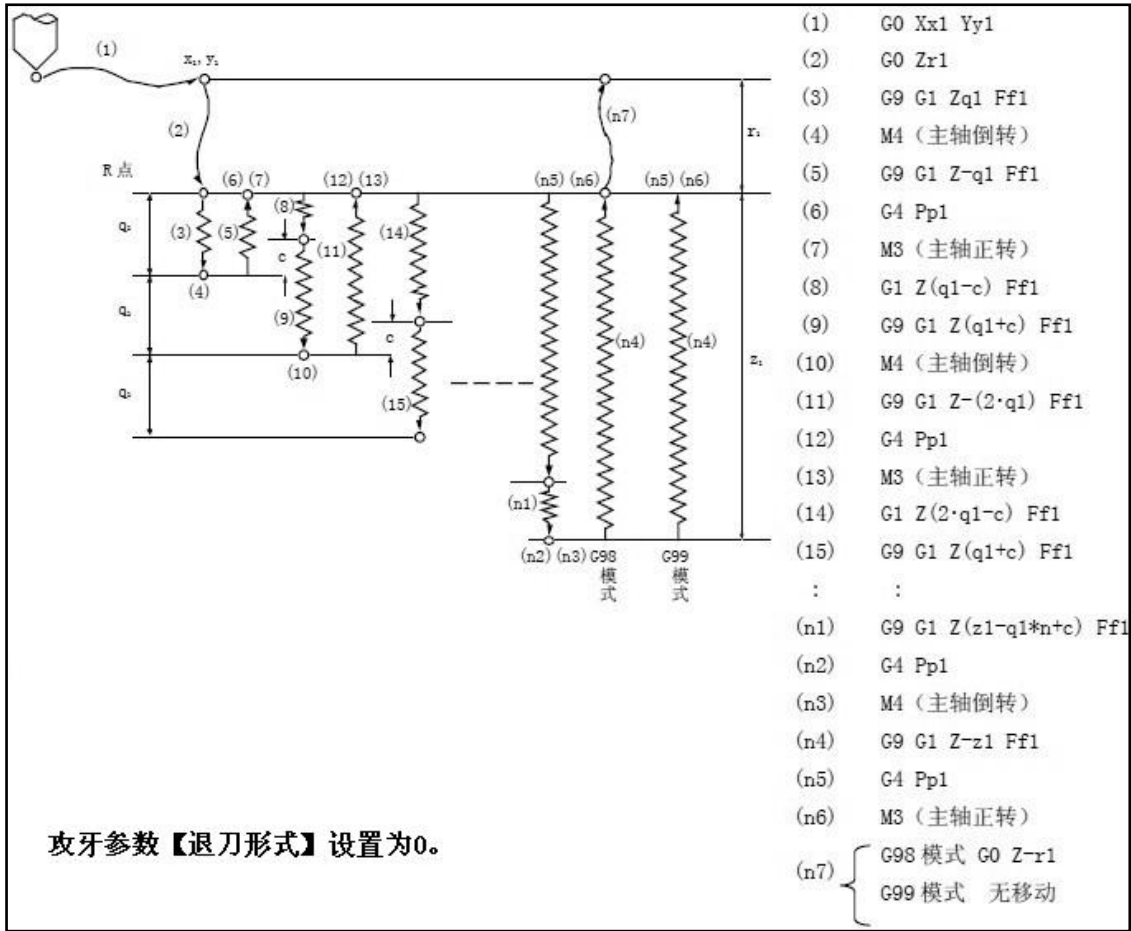 (1)
x₁, y₁
(2)
(n7)
r₁
R 点
(6) (7)
(12) (13)
(n5) (n6)
(n5) (n6)
(8)
q₁
(3)
(5)
c
(11)
(14)
(4)
q₁
(9)
c
(n4)
(n4)
z₁
(10)
q₁
(15)
(n1)
(n2) (n3)
G98
模
式
G99
模
式
(1) G0 Xx1 Yy1
(2) G0 Zr1
(3) G9 G1 Zq1 Ff1
(4) M4（主轴倒转）
(5) G9 G1 Z-q1 Ff1
(6) G4 Pp1
(7) M3（主轴正转）
(8) G1 Z(q1-c) Ff1
(9) G9 G1 Z(q1+c) Ff1
(10) M4（主轴倒转）
(11) G9 G1 Z-(2·q1) Ff1
(12) G4 Pp1
(13) M3（主轴正转）
(14) G1 Z(2·q1-c) Ff1
(15) G9 G1 Z(q1+c) Ff1
: :
(n1) G9 G1 Z(z1-q1*n+c) Ff1
(n2) G4 Pp1
(n3) M4（主轴倒转）
(n4) G9 G1 Z-z1 Ff1
(n5) G4 Pp1
(n6) M3（主轴正转）
(n7) G98 模式 G0 Z-r1
G99 模式 无移动
攻牙参数【退刀形式】设置为0。